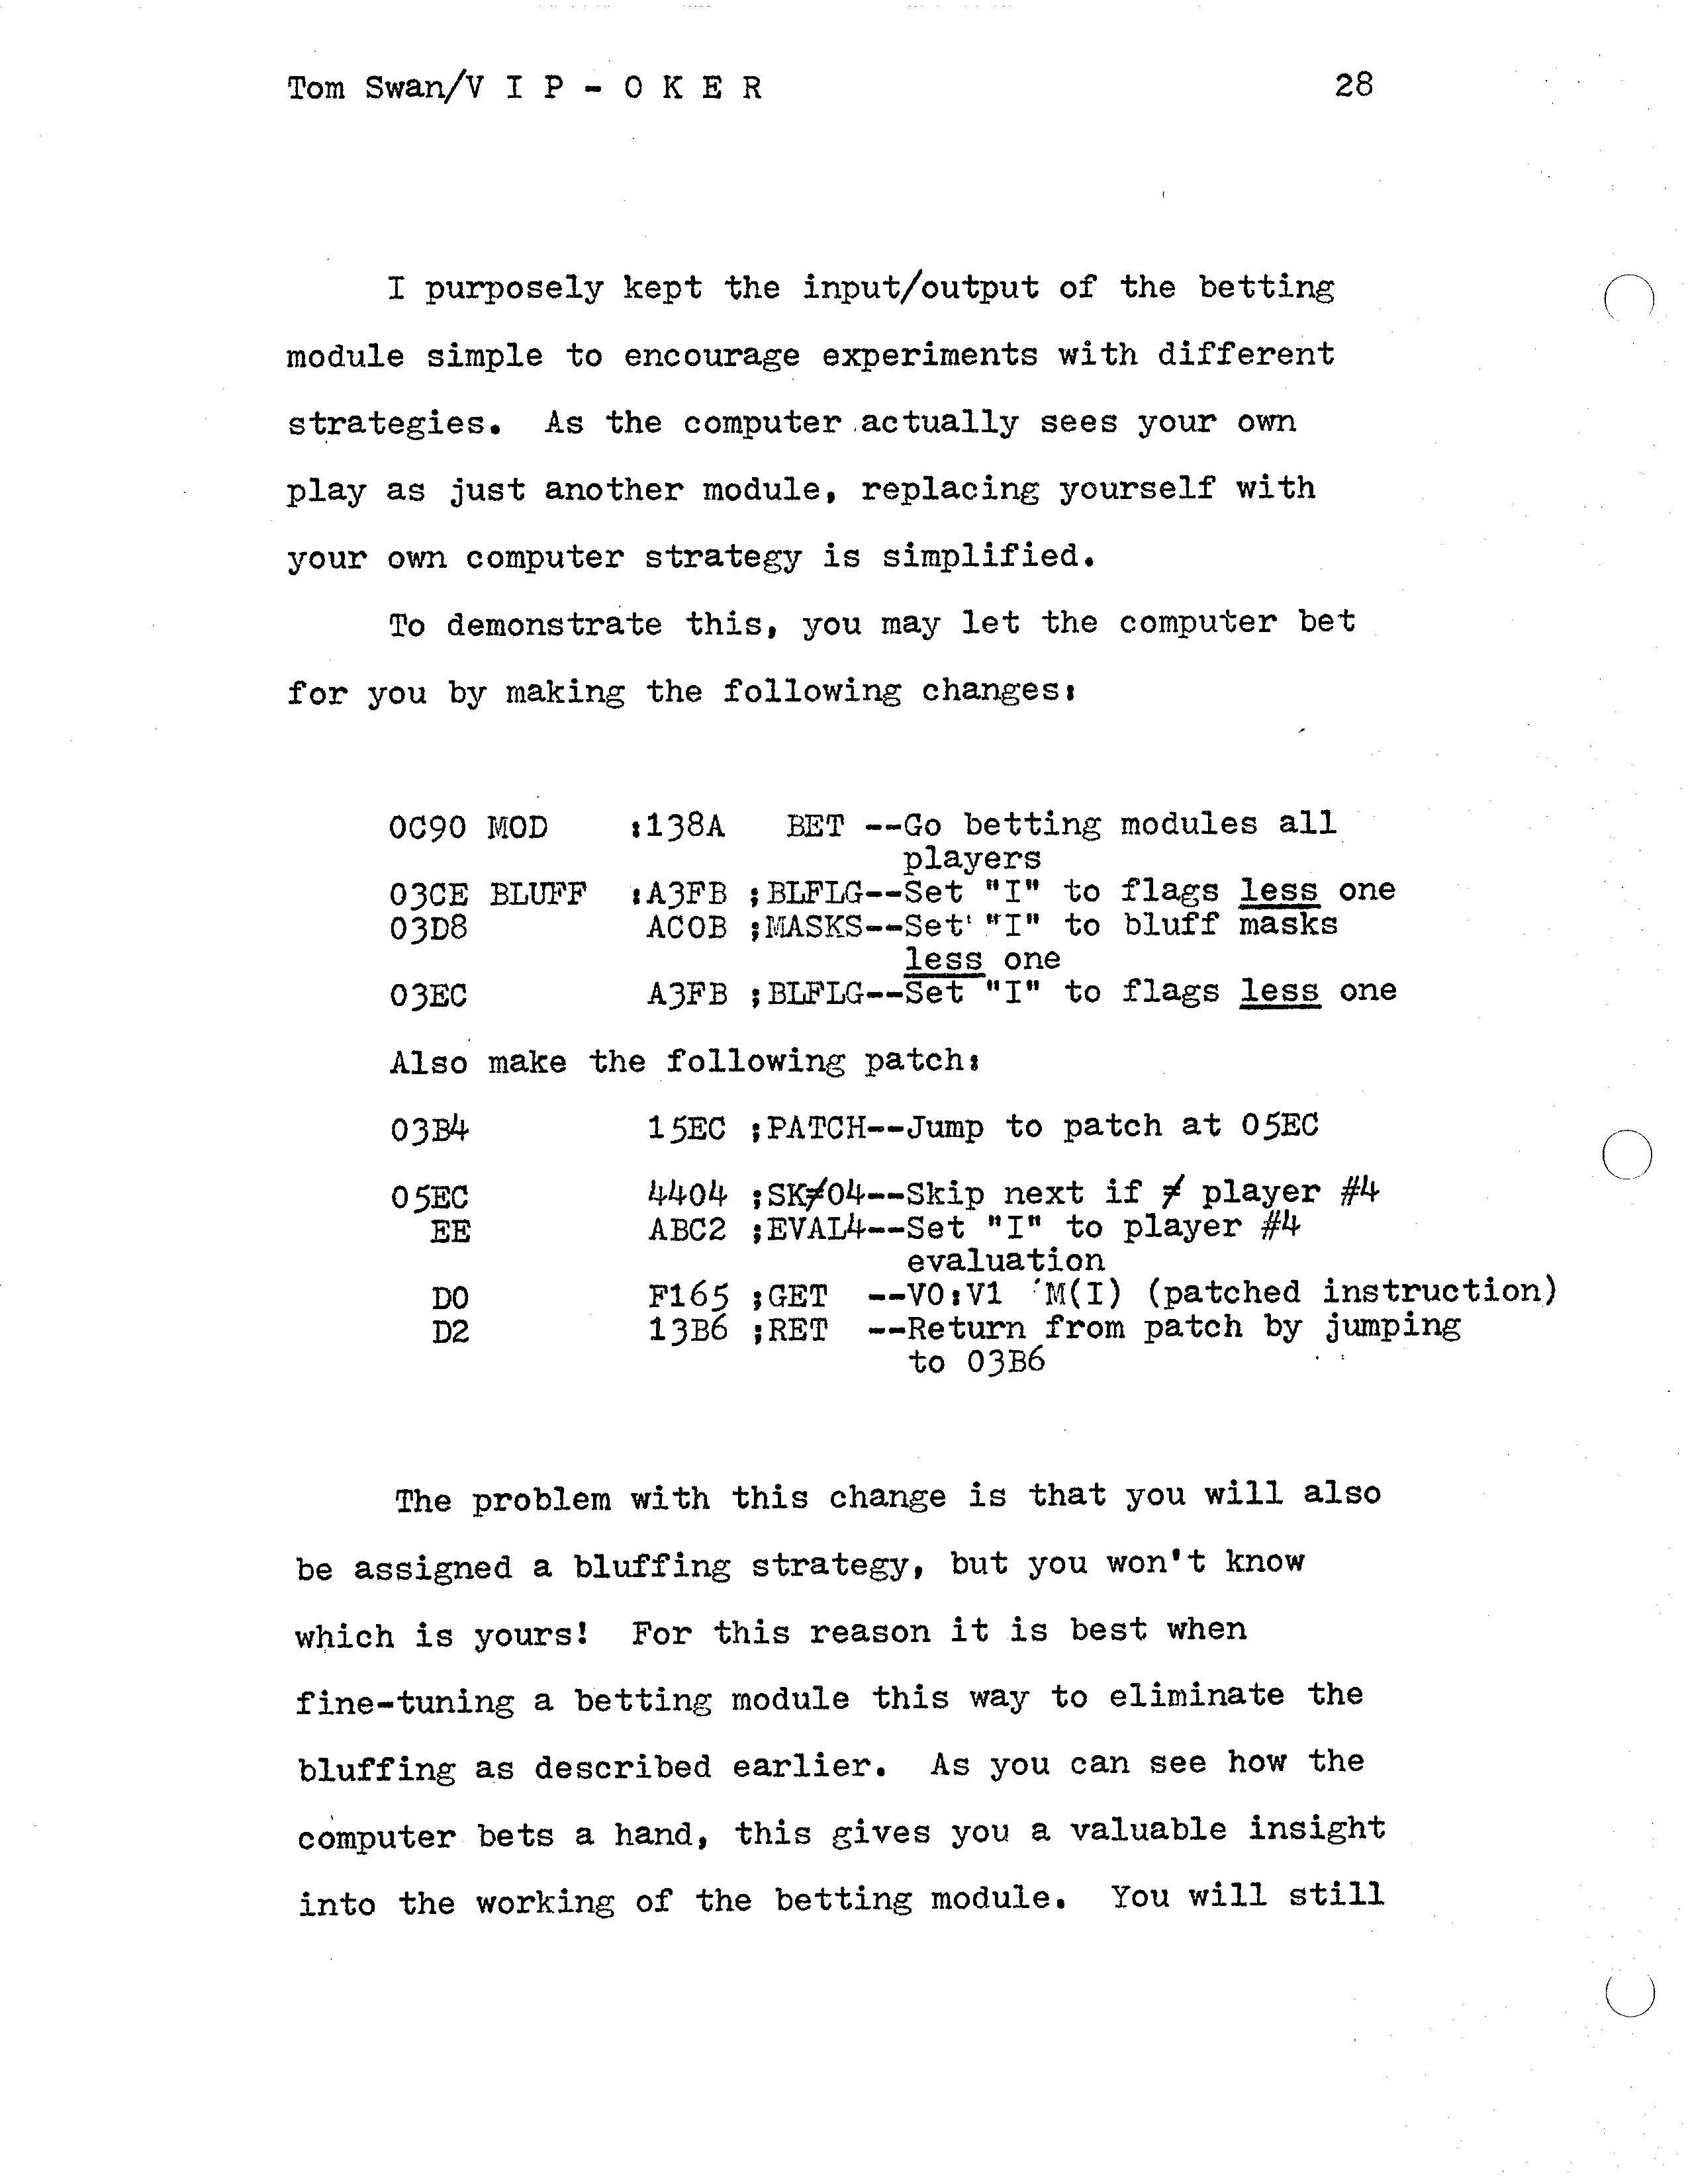 Tom Swan/V I P - O K E R 28
I purposely kept the input/output of the betting
module simple to encourage experiments with different
strategies. As the computer actually sees your own
play as just another module, replacing yourself with
your own computer strategy is simplified.
To demonstrate this, you may let the computer bet
for you by making the following changes:
0C90 MOD :138A BET --Go betting modules all
players
03CE BLUFF :A3FB ;BLFLG--Set "I" to flags less one
03D8 AC0B ;MASKS--Set "I" to bluff masks
less one
03EC A3FB ;BLFLG--Set "I" to flags less one
Also make the following patch:
03B4 15EC ;PATCH--Jump to patch at 05EC
05EC 4404 ;SK≠04--Skip next if ≠ player #4
EE ABC2 ;EVAL4--Set "I" to player #4
evaluation
D0 F165 ;GET --V0:V1 M(I) (patched instruction)
D2 13B6 ;RET --Return from patch by jumping
to 03B6
The problem with this change is that you will also
be assigned a bluffing strategy, but you won't know
which is yours! For this reason it is best when
fine-tuning a betting module this way to eliminate the
bluffing as described earlier. As you can see how the
computer bets a hand, this gives you a valuable insight
into the working of the betting module. You will still